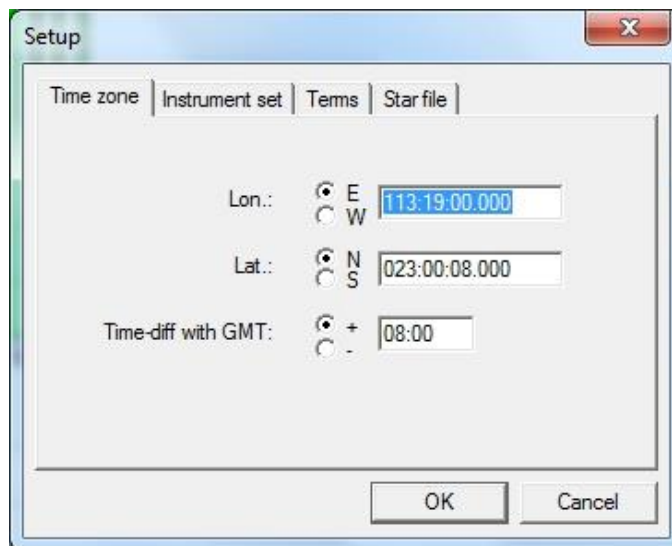 Setup
Time zone Instrument set Terms Star file
Lon.: E 113:19:00.000
W
Lat.: N 023:00:08.000
S
Time-diff with GMT: + 08:00
-
OK Cancel